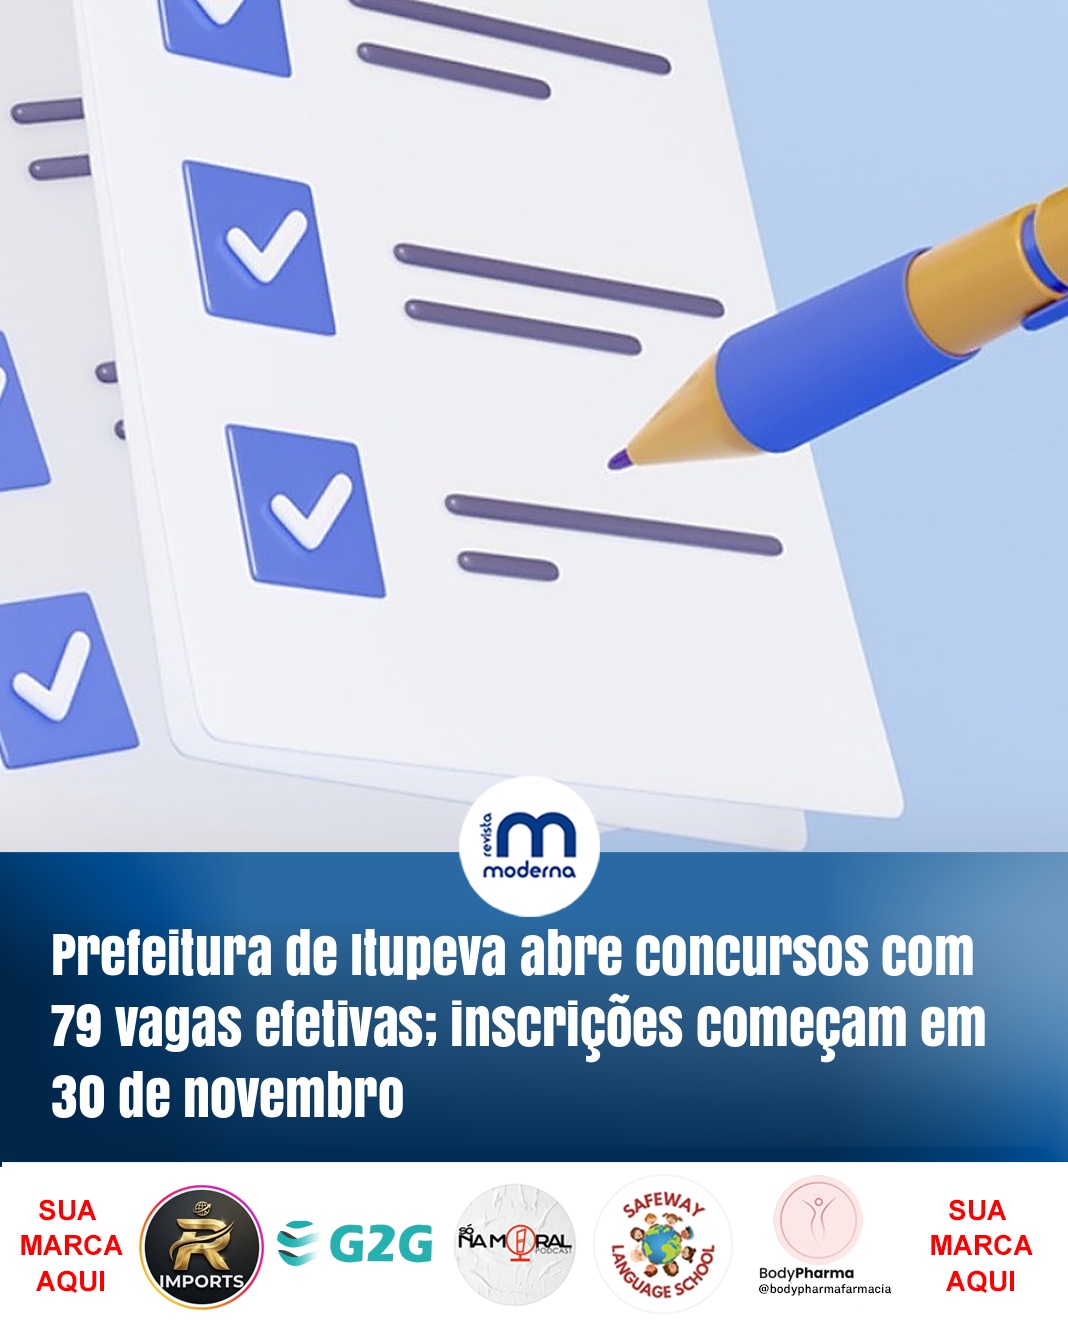 revista
m
moderna
Prefeitura de Itupeva abre concursos com
79 vagas efetivas; inscrições começam em
30 de novembro
SUA
MARCA
AQUI
R
IMPORTS
G2G
SÓ
NA MORAL
PODCAST
SAFEWAY
LANGUAGE SCHOOL
BodyPharma
@bodypharmafarmacia
SUA
MARCA
AQUI